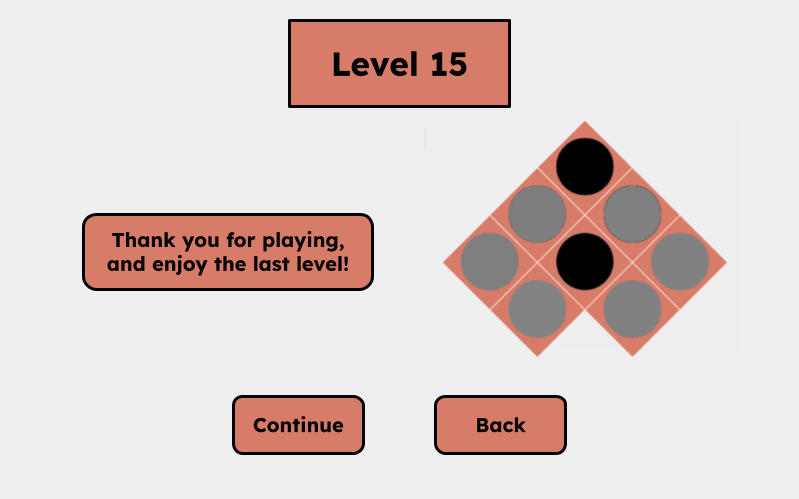 Level 15
Thank you for playing,
and enjoy the last level!
Continue
Back